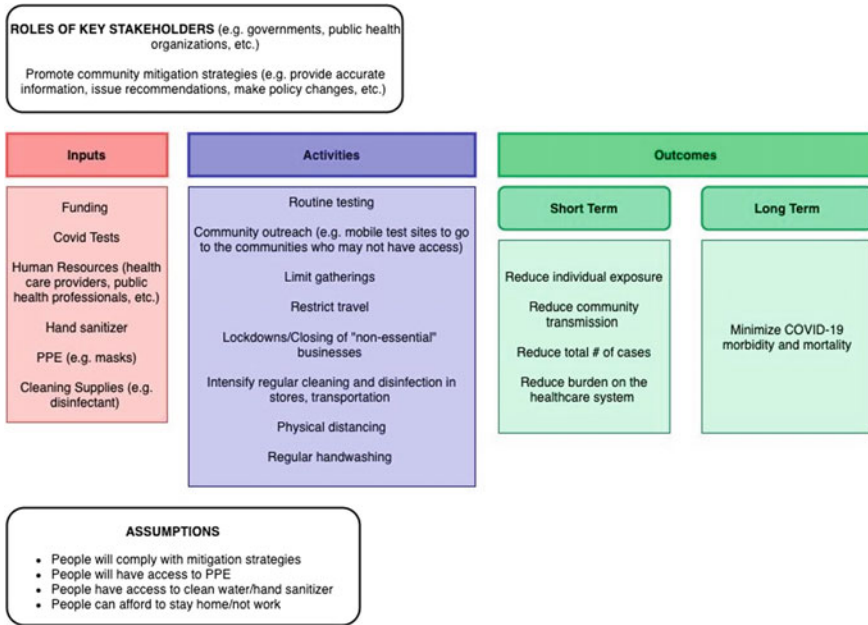 ROLES OF KEY STAKEHOLDERS (e.g. governments, public health
organizations, etc.)
Promote community mitigation strategies (e.g. provide accurate
information, issue recommendations, make policy changes, etc.)
Inputs
Activities
Outcomes
Funding
Covid Tests
Human Resources (health
care providers, public
health professionals, etc.)
Hand sanitizer
PPE (e.g. masks)
Cleaning Supplies (e.g.
disinfectant)
Routine testing
Community outreach (e.g. mobile test sites to go
to the communities who may not have access)
Limit gatherings
Restrict travel
Lockdowns/Closing of "non-essential"
businesses
Intensify regular cleaning and disinfection in
stores, transportation
Physical distancing
Regular handwashing
Short Term
Reduce individual exposure
Reduce community
transmission
Reduce total # of cases
Reduce burden on the
healthcare system
Long Term
Minimize COVID-19
morbidity and mortality
ASSUMPTIONS
• People will comply with mitigation strategies
• People will have access to PPE
• People have access to clean water/hand sanitizer
• People can afford to stay home/not work